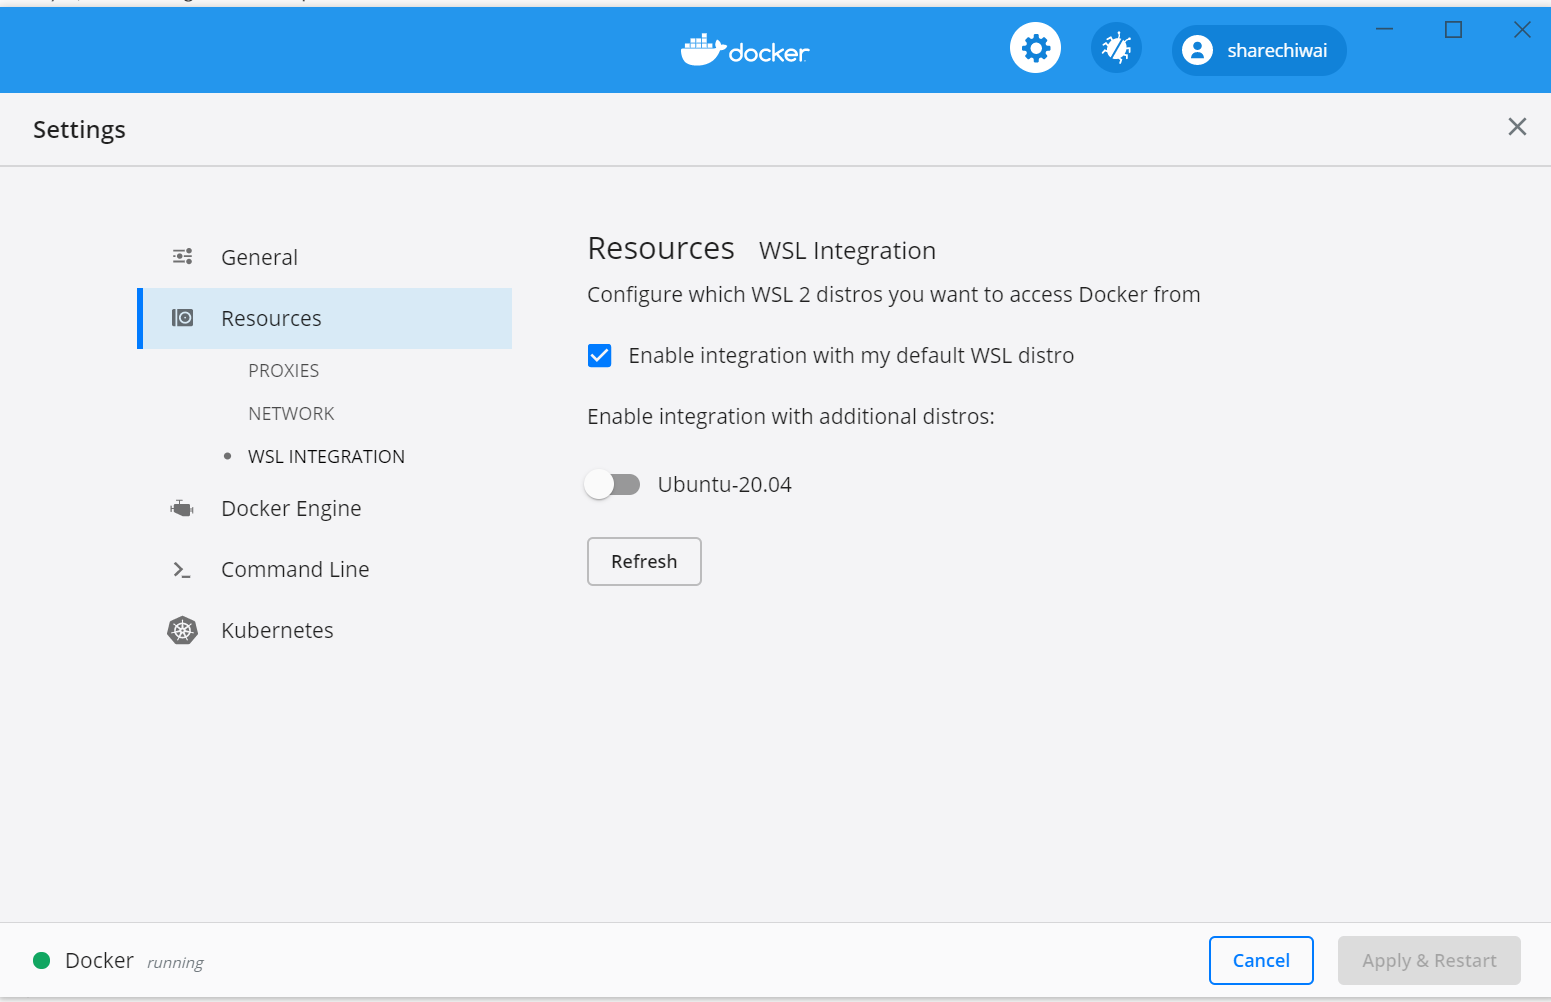 docker
sharechiwai
Settings
General
Resources
PROXIES
NETWORK
WSL INTEGRATION
Docker Engine
Command Line
Kubernetes
Resources WSL Integration
Configure which WSL 2 distros you want to access Docker from
Enable integration with my default WSL distro
Enable integration with additional distros:
Ubuntu-20.04
Refresh
Docker running
Cancel
Apply & Restart